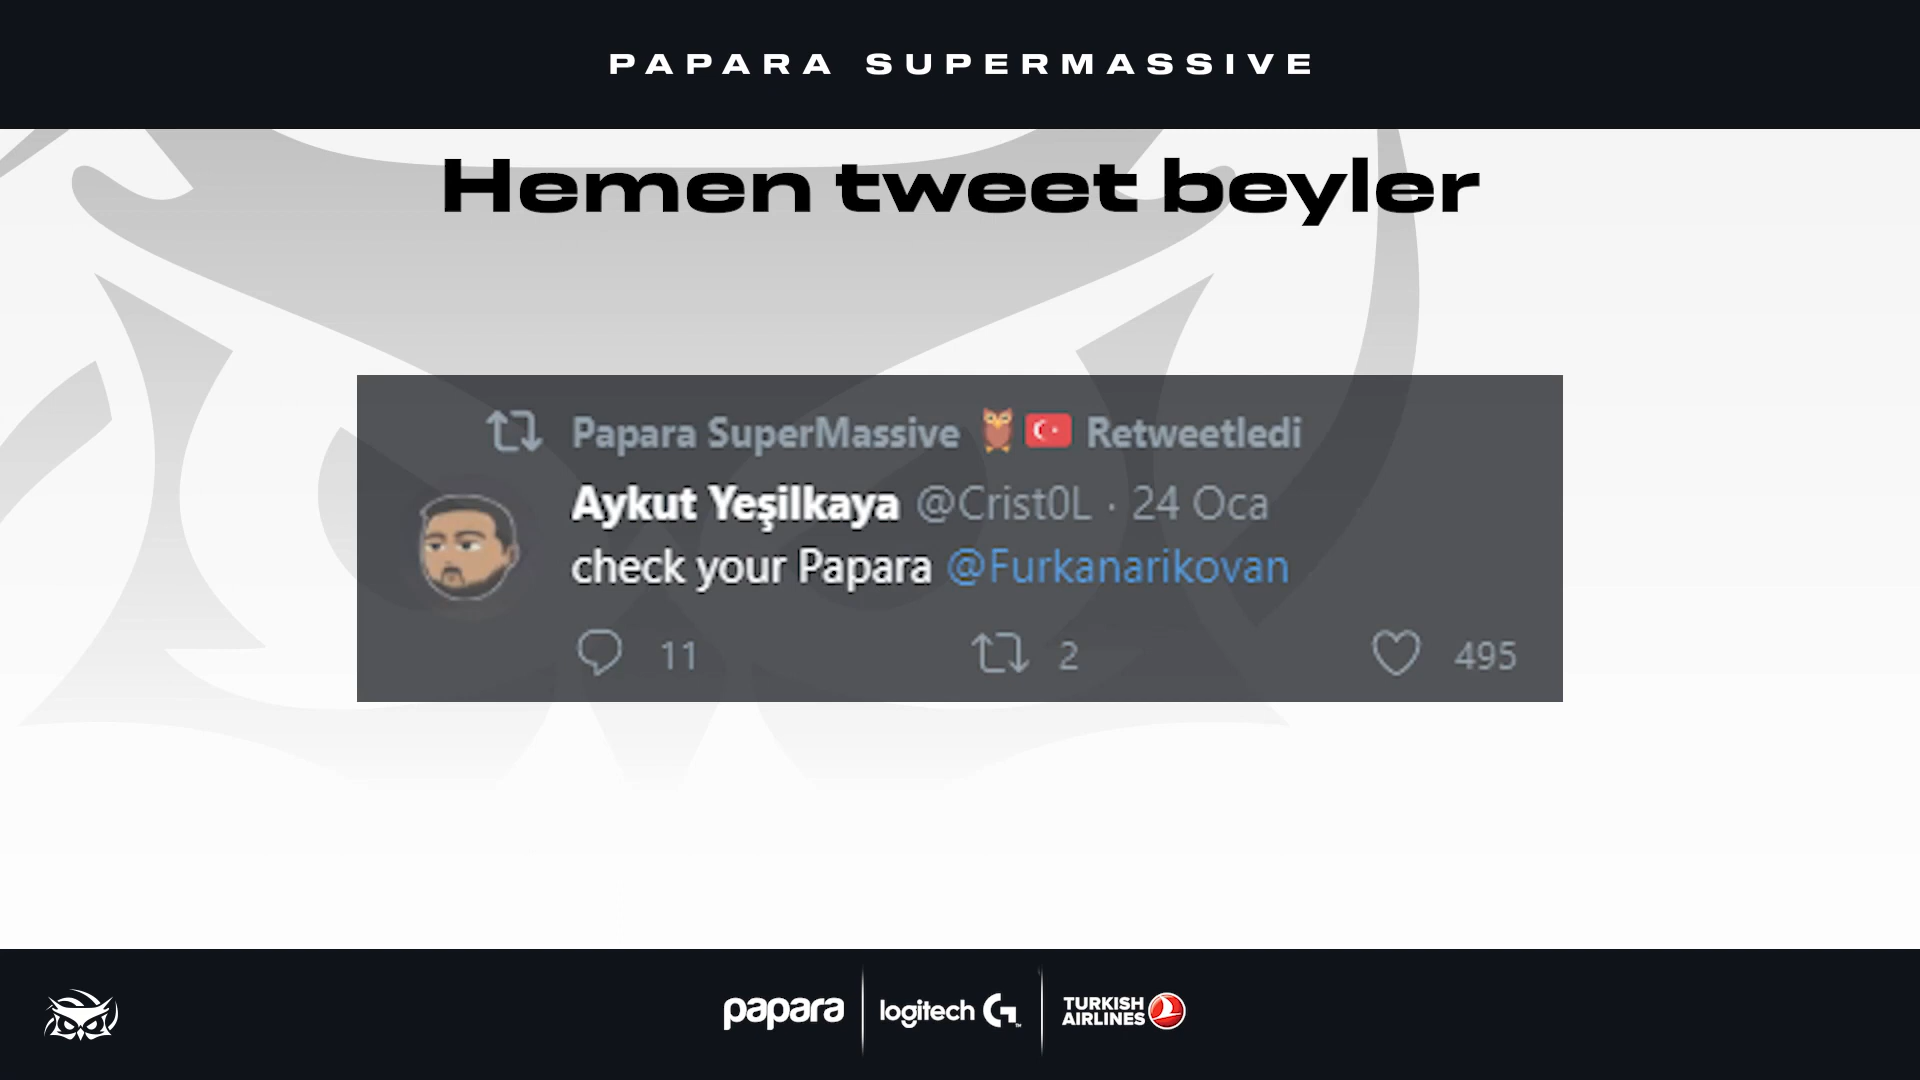 PAPARA SUPERMASSIVE
Hemen tweet beyler
Papara SuperMassive 🦉🇹🇷 Retweetledi
Aykut Yeşilkaya @Crist0L · 24 Oca
check your Papara @Furkanarikovan
11 2 495
papara logitech G TURKISH AIRLINES